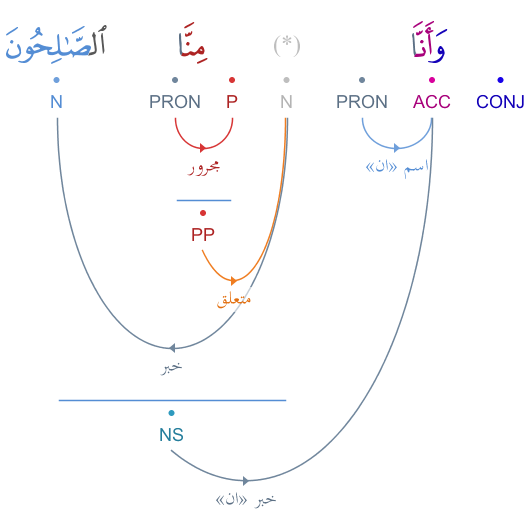 وَأَنَّا (*) مِنَّا ٱلصَّـٰلِحُونَ
N PRON P N PRON ACC CONJ
مجرور اسم «ان»
PP
متعلق
خبر
NS
خبر «ان»